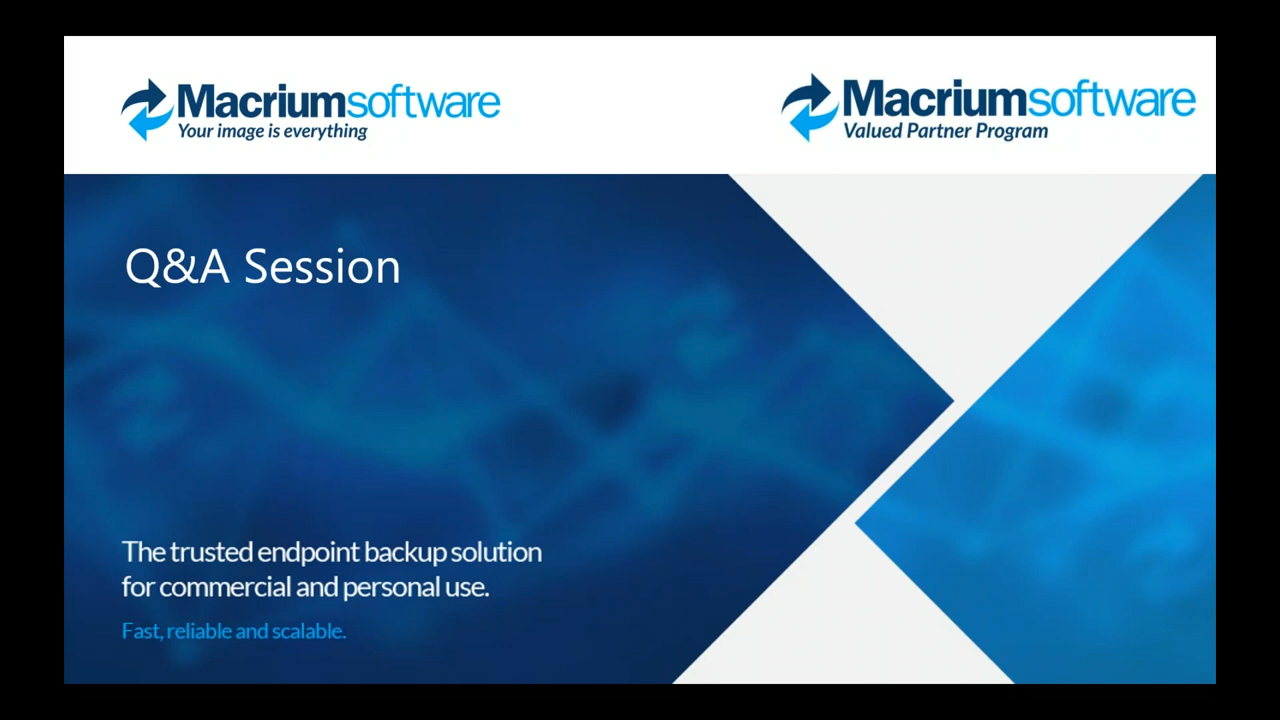 Macriumsoftware
Your image is everything
Macriumsoftware
Valued Partner Program
Q&A Session
The trusted endpoint backup solution
for commercial and personal use.
Fast, reliable and scalable.